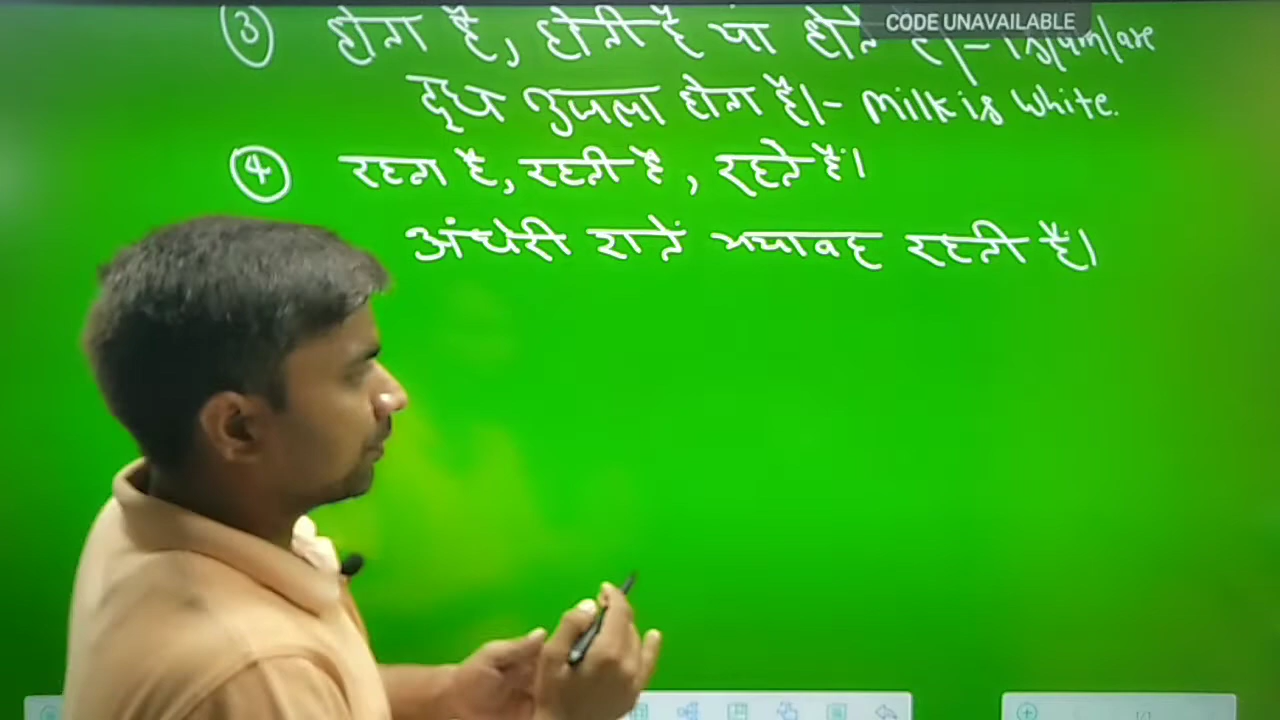 CODE UNAVAILABLE
③ होता है, होती है या होते हैं।- is/am/are
दूध उजला होता है।- Milk is white.
④ रहता है, रहती है, रहते हैं।
अंधेरी रातें भयावह रहती हैं।